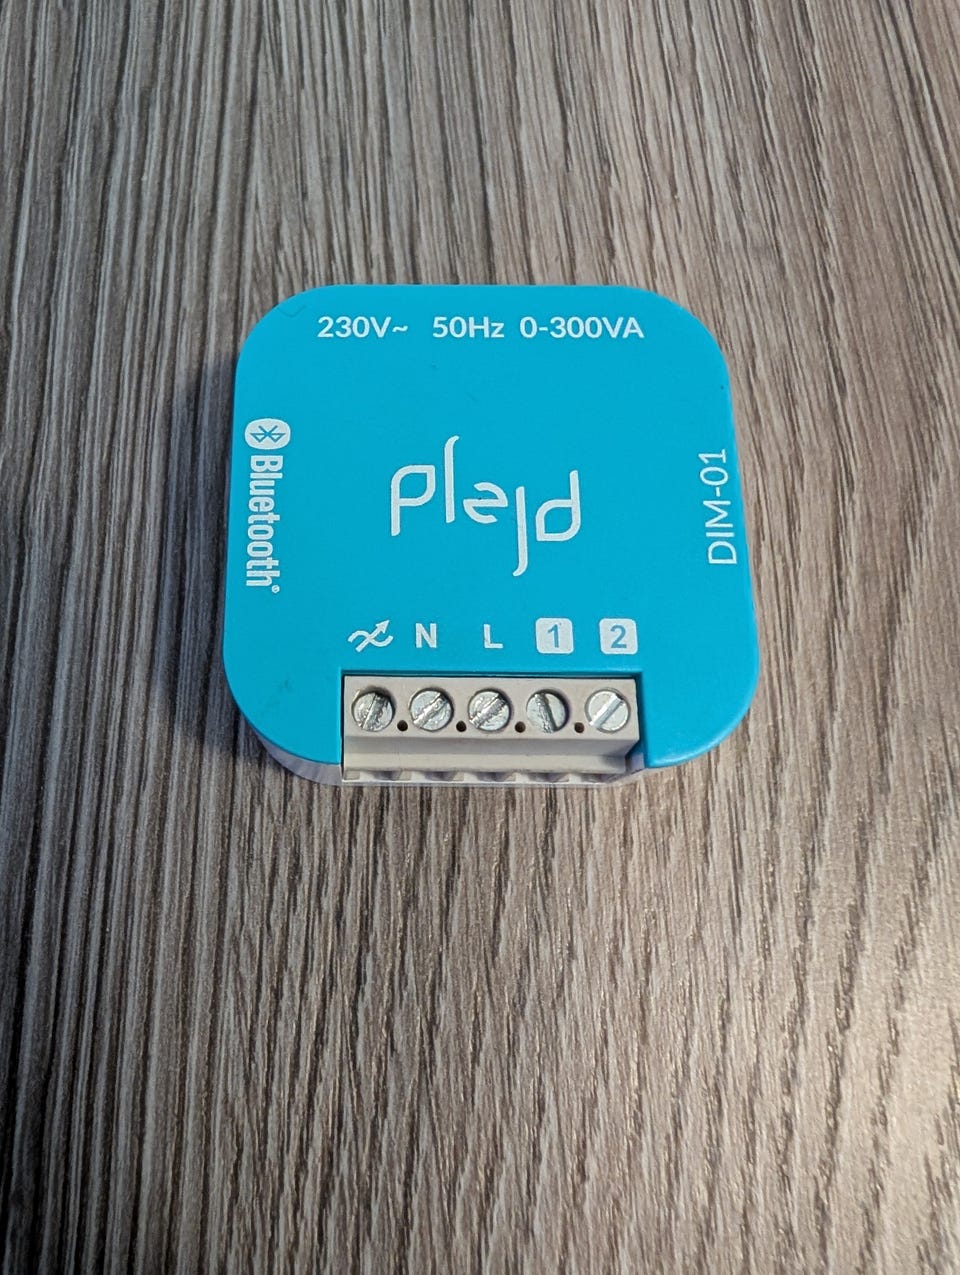 230V~ 50Hz 0-300VA
Bluetooth®
plejd
DIM-01
N L 1 2